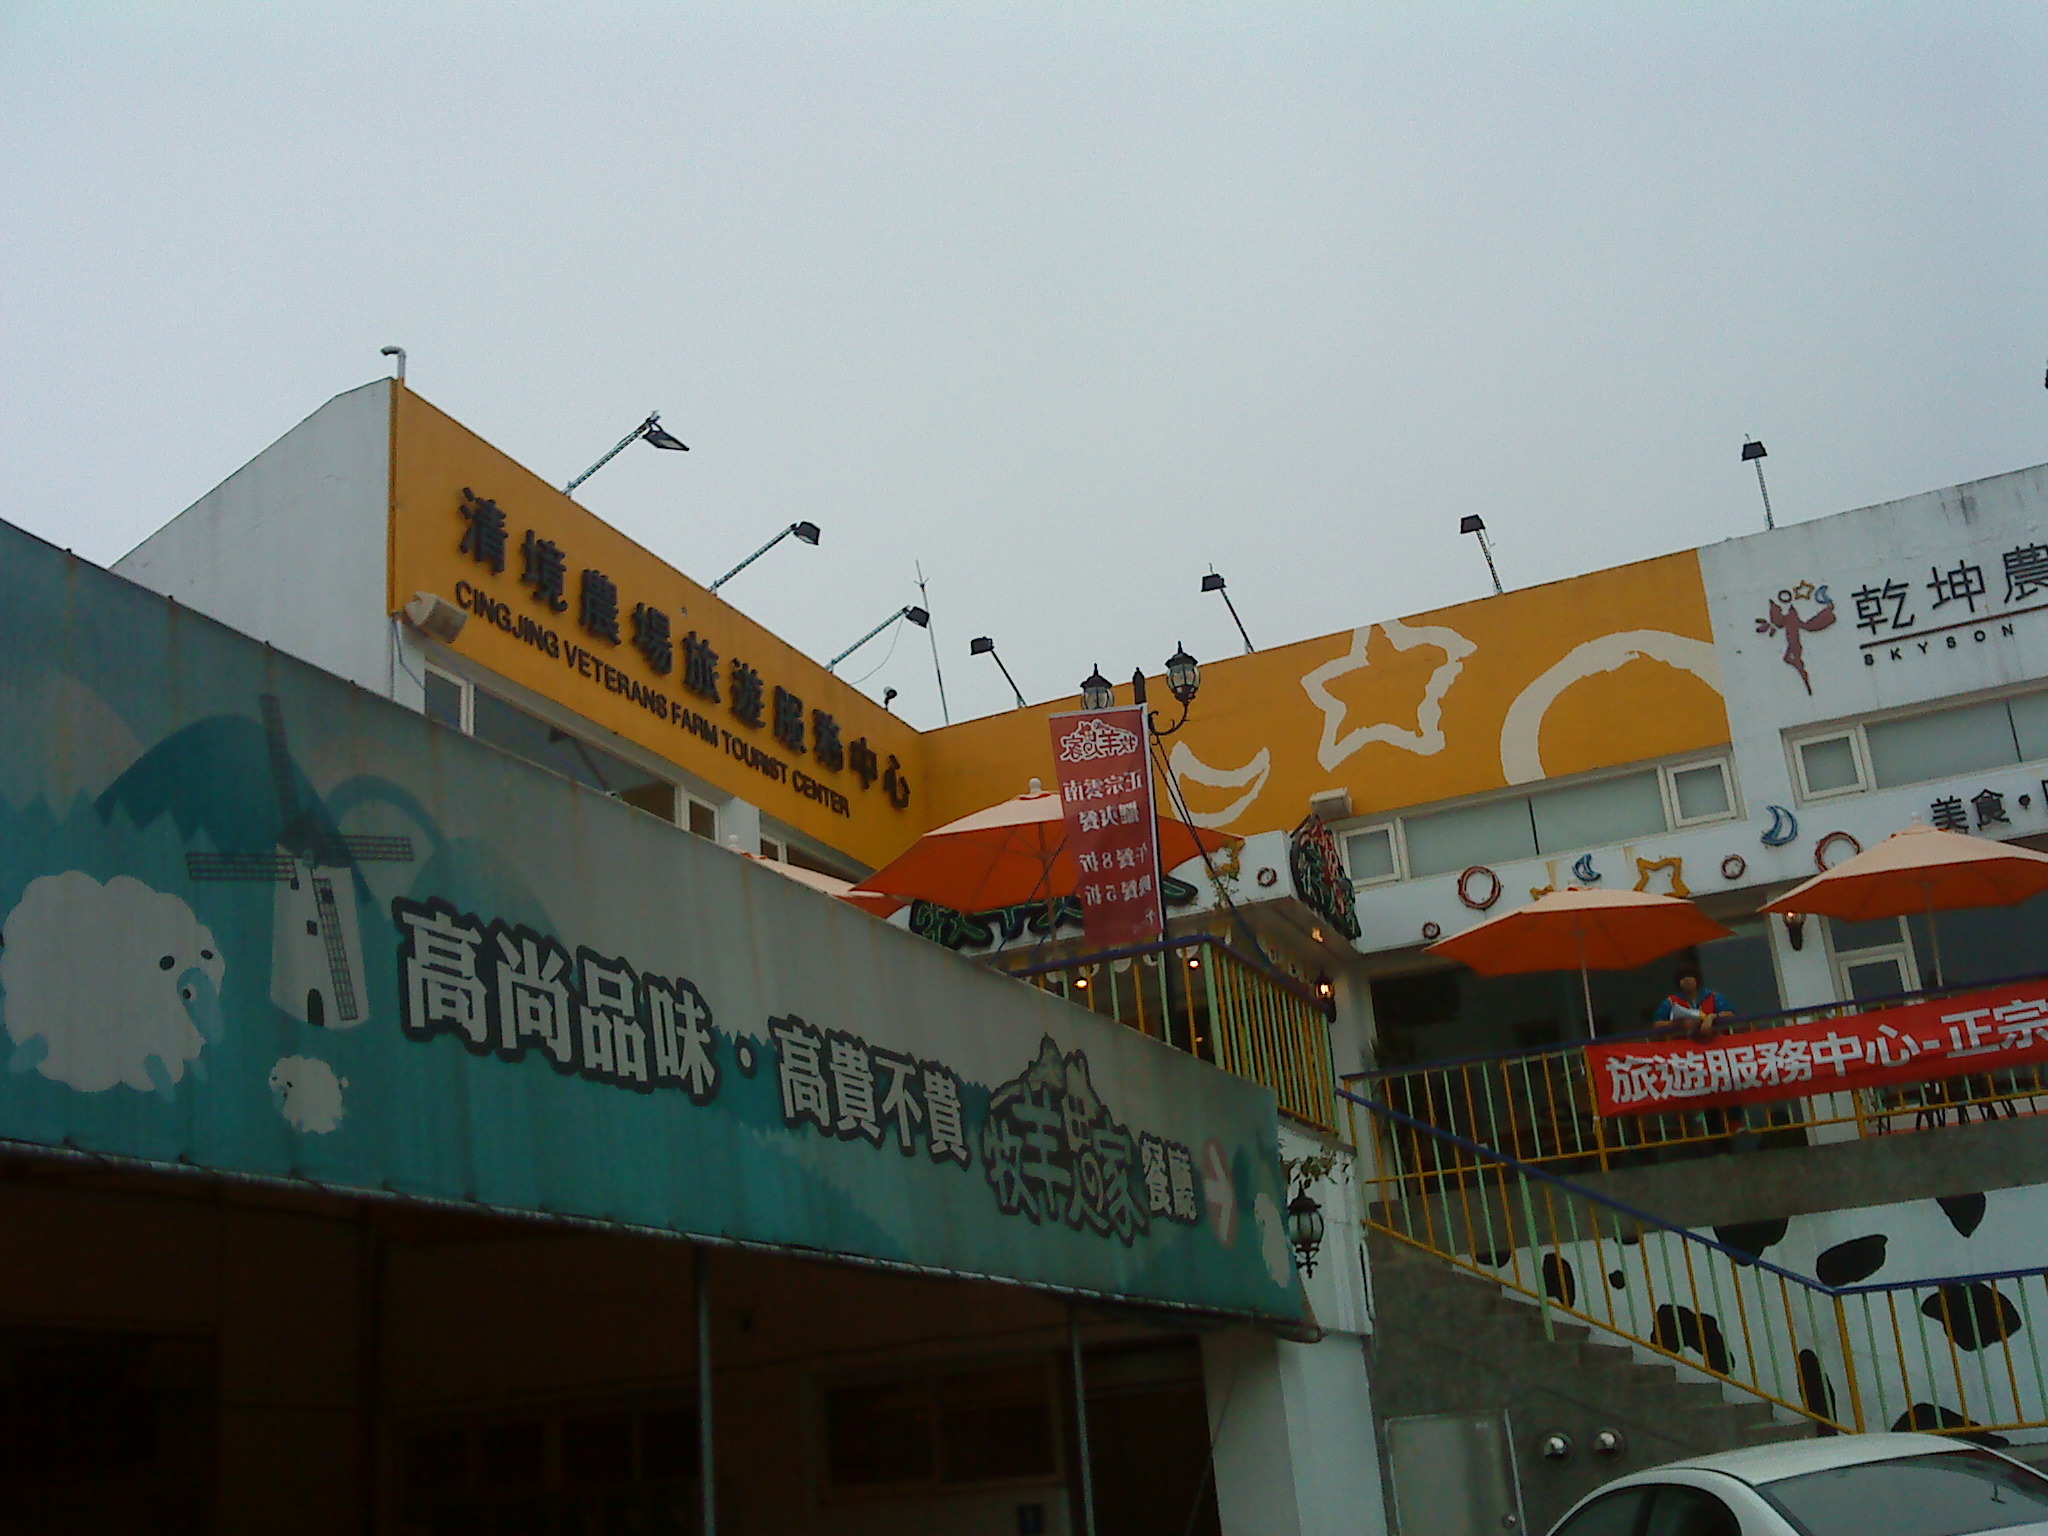 清境農場旅遊服務中心
CINGJING VETERANS FARM TOURIST CENTER
乾坤農
SKYSON
美食・
正宗雲南
擺夷餐
午餐8折
晚餐5折
旅遊服務中心-正宗
高尚品味・高貴不貴 牧羊人の家 餐廳